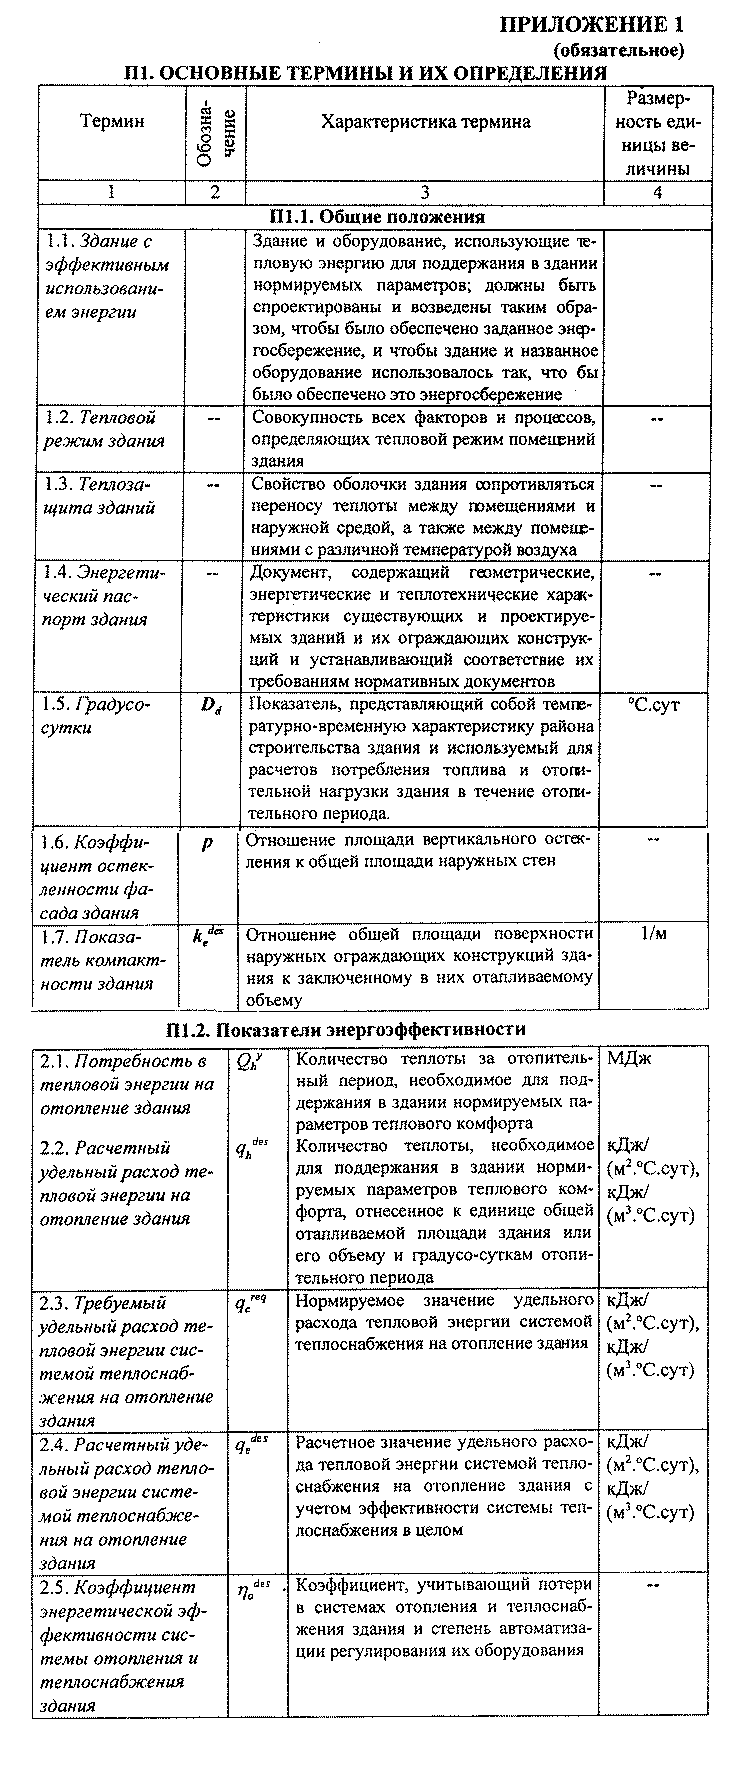 ПРИЛОЖЕНИЕ 1
(обязательное)
П1. ОСНОВНЫЕ ТЕРМИНЫ И ИХ ОПРЕДЕЛЕНИЯ
Термин
Обозна-
чение
Характеристика термина
Размер-
ность еди-
ницы ве-
личины
1 2 3 4
П1.1. Общие положения
1.1. Здание с
эффективным
использовани-
ем энергии
Здание и оборудование, использующие те-
пловую энергию для поддержания в здании
нормируемых параметров; должны быть
спроектированы и возведены таким обра-
зом, чтобы было обеспечено заданное энер-
госбережение, и чтобы здание и названное
оборудование использовалось так, что бы
было обеспечено это энергосбережение
1.2. Тепловой
режим здания
--
Совокупность всех факторов и процессов,
определяющих тепловой режим помещений
здания
--
1.3. Теплоза-
щита зданий
--
Свойство оболочки здания сопротивляться
переносу теплоты между помещениями и
наружной средой, а также между помеще-
ниями с различной температурой воздуха
--
1.4. Энергети-
ческий пас-
порт здания
--
Документ, содержащий геометрические,
энергетические и теплотехнические харак-
теристики существующих и проектируе-
мых зданий и их ограждающих конструк-
ций и устанавливающий соответствие их
требованиям нормативных документов
--
1.5. Градусо-
сутки
D_d
Показатель, представляющий собой темпе-
ратурно-временную характеристику района
строительства здания и используемый для
расчетов потребления топлива и отопи-
тельной нагрузки здания в течение отопи-
тельного периода.
°С.сут
1.6. Коэффи-
циент остек-
ленности фа-
сада здания
p
Отношение площади вертикального остек-
ления к общей площади наружных стен
--
1.7. Показа-
тель компакт-
ности здания
k_e^des
Отношение общей площади поверхности
наружных ограждающих конструкций зда-
ния к заключенному в них отапливаемому
объему
1/м
П1.2. Показатели энергоэффективности
2.1. Потребность в
тепловой энергии на
отопление здания
Q_h^y
Количество теплоты за отопитель-
ный период, необходимое для под-
держания в здании нормируемых па-
раметров теплового комфорта
МДж
2.2. Расчетный
удельный расход те-
пловой энергии на
отопление здания
q_h^des
Количество теплоты, необходимое
для поддержания в здании норми-
руемых параметров теплового ком-
форта, отнесенное к единице общей
отапливаемой площади здания или
его объему и градусо-суткам отопи-
тельного периода
кДж/
(м².°С.сут),
кДж/
(м³.°С.сут)
2.3. Требуемый
удельный расход те-
пловой энергии сис-
темой теплоснаб-
жения на отопление
здания
q_e^req
Нормируемое значение удельного
расхода тепловой энергии системой
теплоснабжения на отопление здания
кДж/
(м².°С.сут),
кДж/
(м³.°С.сут)
2.4. Расчетный уде-
льный расход тепло-
вой энергии систе-
мой теплоснабже-
ния на отопление
здания
q_e^des
Расчетное значение удельного расхо-
да тепловой энергии системой тепло-
снабжения на отопление здания с
учетом эффективности системы теп-
лоснабжения в целом
кДж/
(м².°С.сут),
кДж/
(м³.°С.сут)
2.5. Коэффициент
энергетической эф-
фективности сис-
темы отопления и
теплоснабжения
здания
η_o^des
Коэффициент, учитывающий потери
в системах отопления и теплоснаб-
жения здания и степень автоматиза-
ции регулирования их оборудования
--